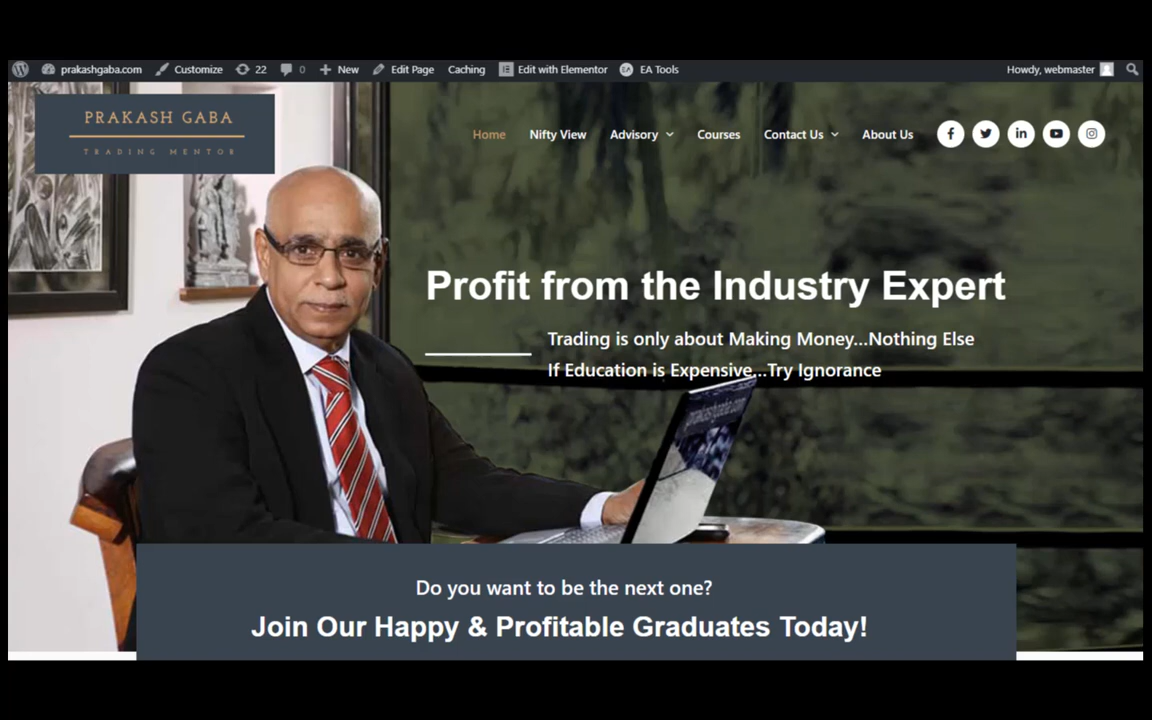 prakashgaba.com Customize 22 0 New Edit Page Caching Edit with Elementor EA Tools Howdy, webmaster
PRAKASH GABA
TRADING MENTOR
Home Nifty View Advisory Courses Contact Us About Us
Profit from the Industry Expert
Trading is only about Making Money...Nothing Else
If Education is Expensive...Try Ignorance
prakashgaba.com
Do you want to be the next one?
Join Our Happy & Profitable Graduates Today!